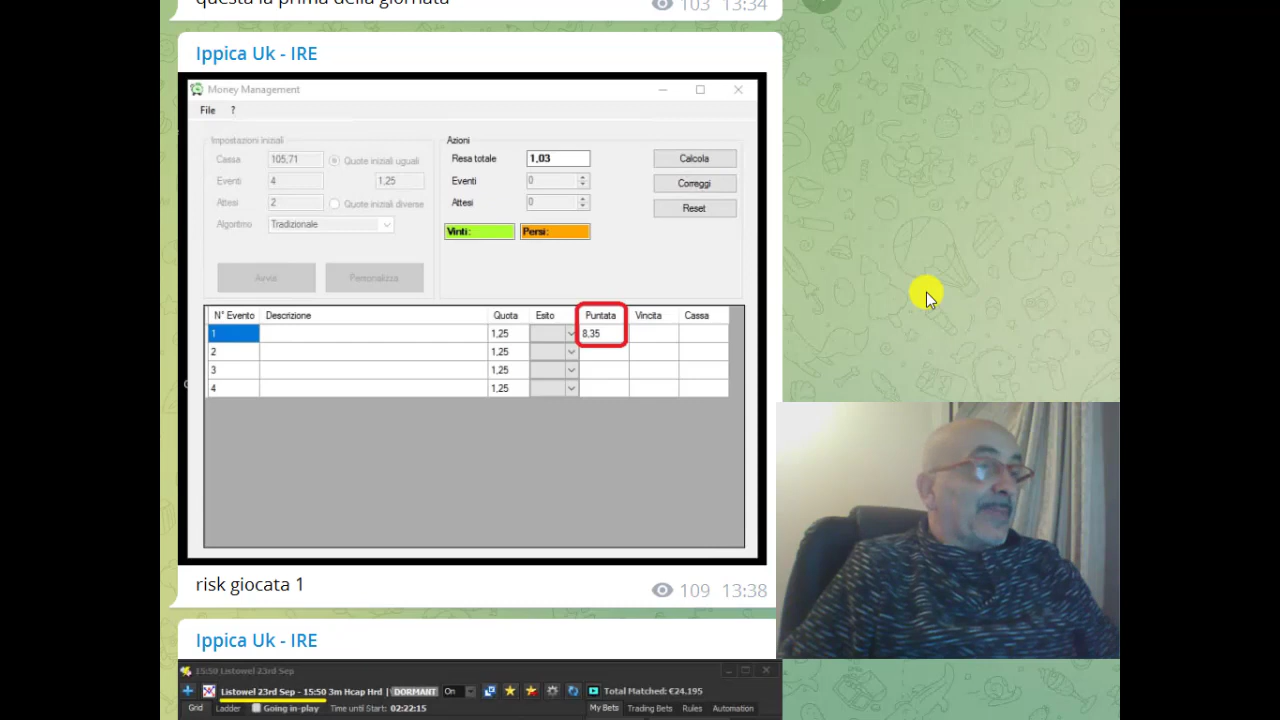 questa la prima della giornata
103 13:34
Ippica Uk - IRE
Money Management
File ?
Impostazioni iniziali
Cassa 105,71 Quote iniziali uguali
Eventi 4 1,25
Attesi 2 Quote iniziali diverse
Algoritmo Tradizionale
Avvia Personalizza
Azioni
Resa totale 1,03 Calcola
Eventi 0 Correggi
Attesi 0 Reset
Vinti: Persi:
N° Evento Descrizione Quota Esito Puntata Vincita Cassa
1 1,25 8,35
2 1,25
3 1,25
4 1,25
risk giocata 1
109 13:38
Ippica Uk - IRE
15:50 Listowel 23rd Sep
Listowel 23rd Sep - 15:50 3m Hcap Hrd | DORMANT On Total Matched: €24.195
Grid Ladder Going in-play Time until Start: 02:22:15 My Bets Trading Bets Rules Automation